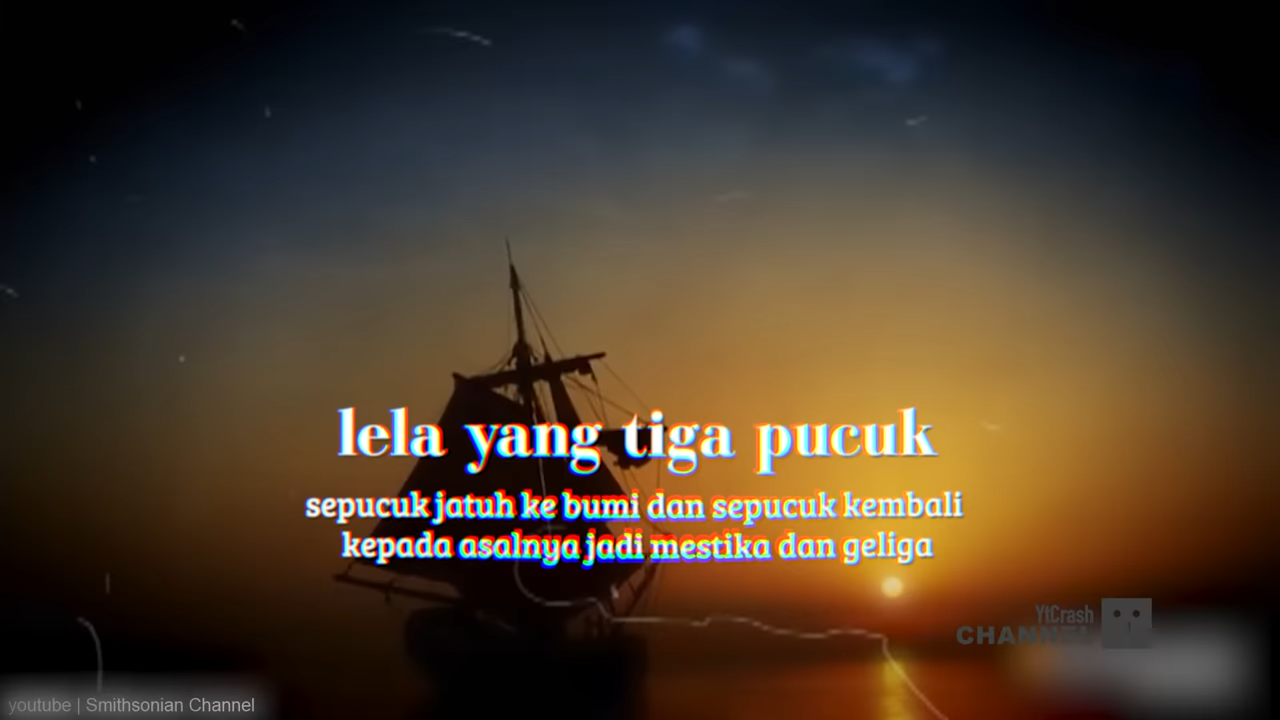 lela yang tiga pucuk
sepucuk jatuh ke bumi dan sepucuk kembali
kepada asalnya jadi mestika dan geliga
YtCrash
CHANNEL
youtube | Smithsonian Channel